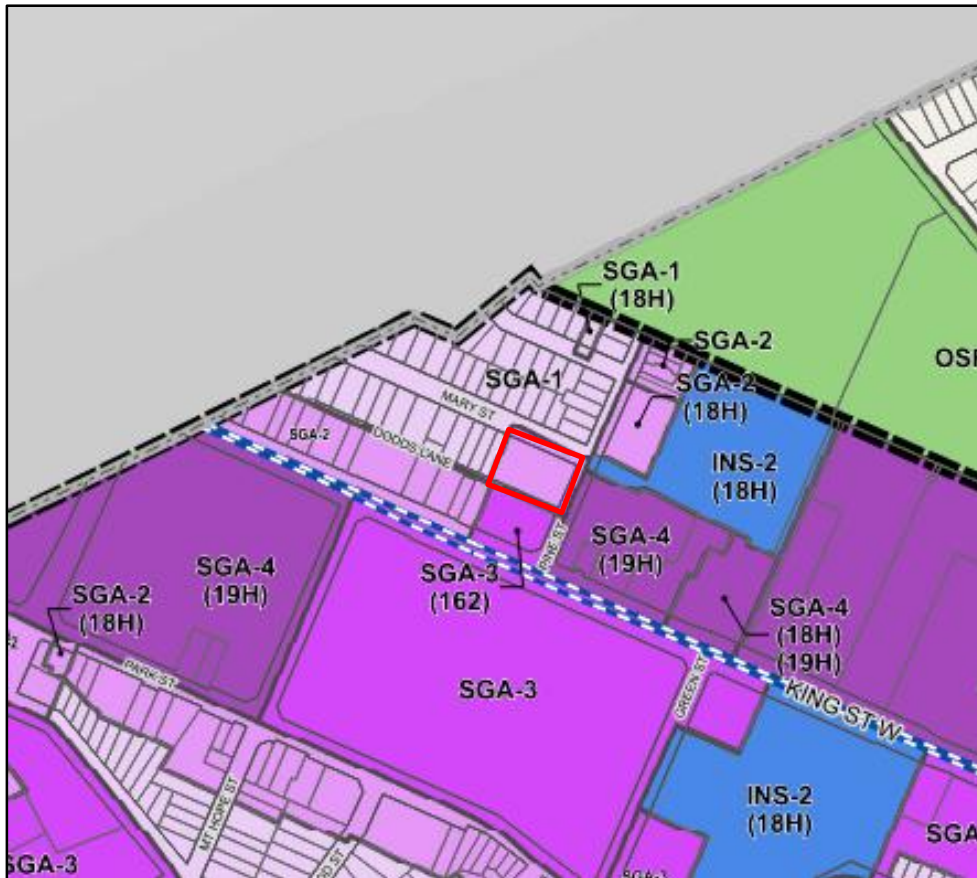 SGA-1
(18H)
SGA-2
OS
SGA-1
SGA-2
(18H)
MARY ST
SGA-2
DODDS LANE
INS-2
(18H)
PINE ST
SGA-4
(19H)
SGA-4
(19H)
SGA-3
(162)
SGA-2
(18H)
SGA-4
(18H)
(19H)
PARK ST
SGA-3
GREEN ST
KING ST W
MT HOPE ST
INS-2
(18H)
SGA
SGA-3
SGA-3